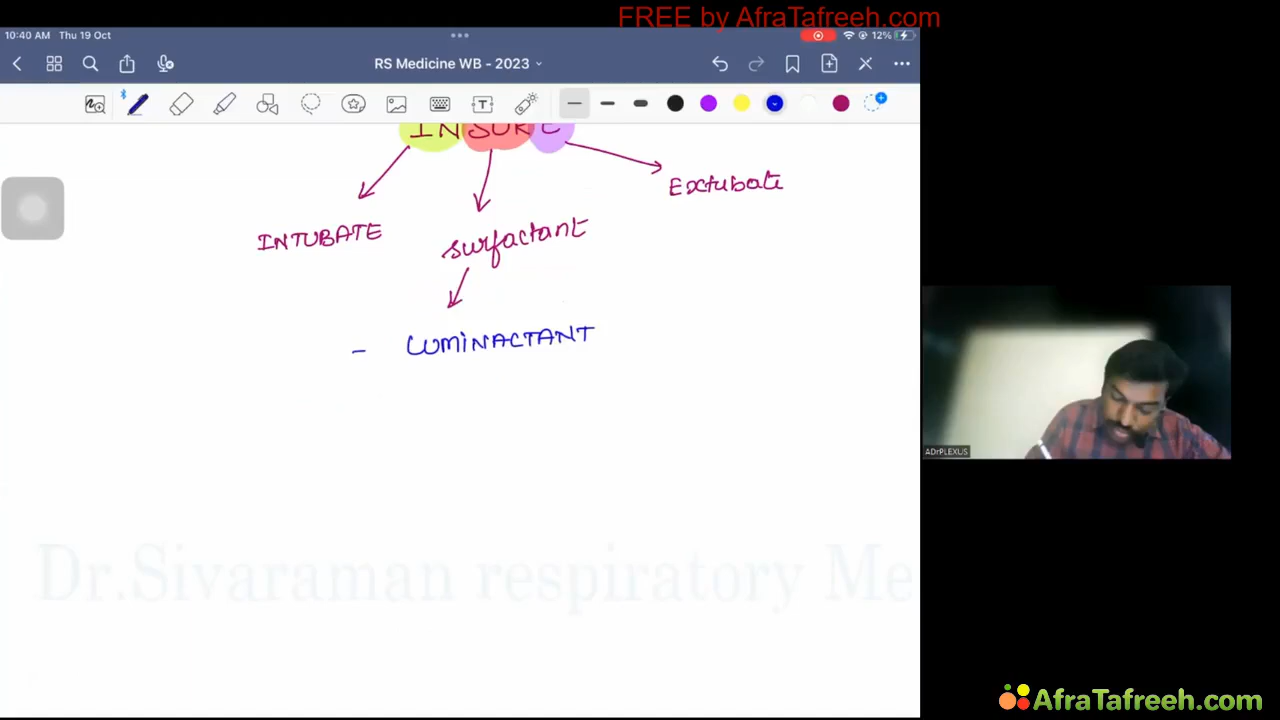 FREE by AfraTafreeh.com
10:40 AM Thu 19 Oct
12%
RS Medicine WB - 2023
INSURE
Extubate
INTUBATE
surfactant
- LUMINACTANT
ADrPLEXUS
Dr.Sivaraman respiratory Me
AfraTafreeh.com